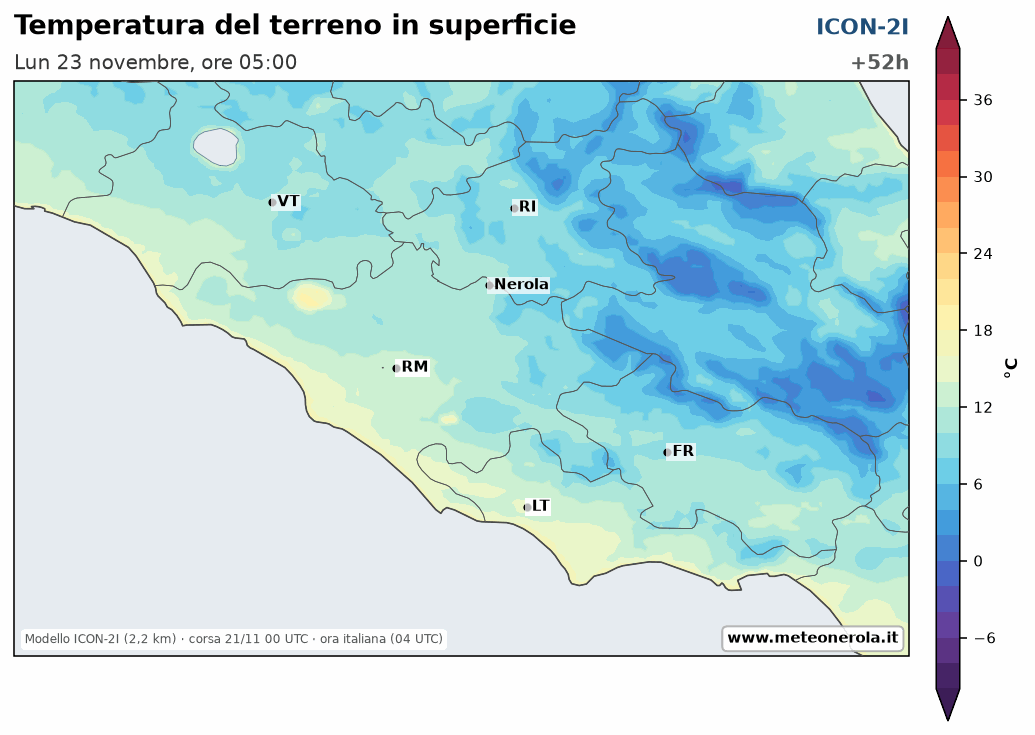 Temperatura del terreno in superficie
ICON-2I
Lun 23 novembre, ore 05:00
+52h
VT
RI
Nerola
RM
FR
LT
36
30
24
18
12
6
0
−6
°C
Modello ICON-2I (2,2 km) · corsa 21/11 00 UTC · ora italiana (04 UTC)
www.meteonerola.it